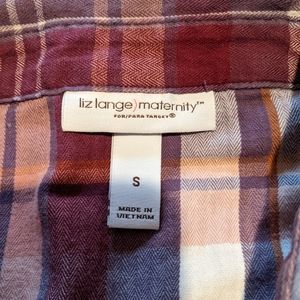 liz lange) maternity™
FOR/PARA TARGET®
S
MADE IN
VIETNAM